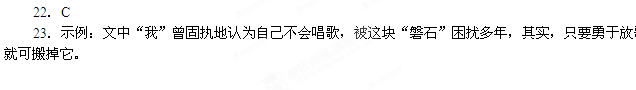 22．C
23．示例：文中“我”曾固执地认为自己不会唱歌，被这块“磐石”困扰多年，其实，只要勇于放
就可搬掉它。